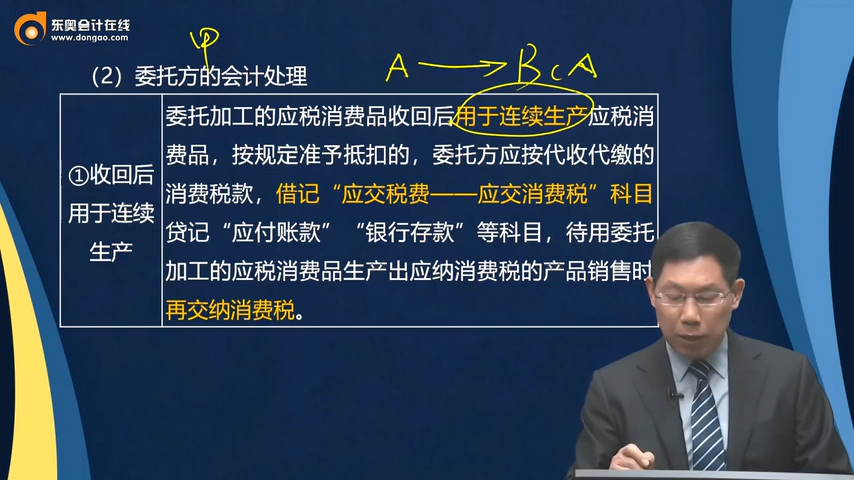 东奥会计在线
www.dongao.com
（2）委托方的会计处理
A → B C A
①收回后
用于连续
生产
委托加工的应税消费品收回后用于连续生产应税消
费品，按规定准予抵扣的，委托方应按代收代缴的
消费税款，借记“应交税费——应交消费税”科目
贷记“应付账款”“银行存款”等科目，待用委托
加工的应税消费品生产出应纳消费税的产品销售时
再交纳消费税。